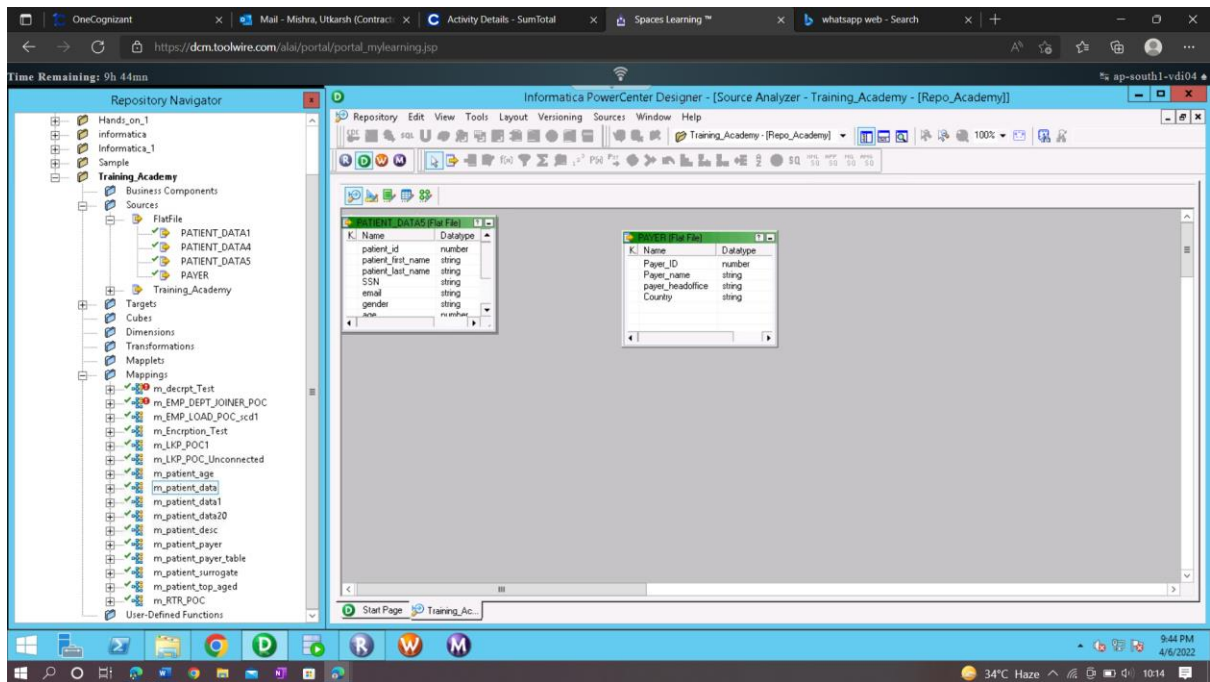 OneCognizant
Mail - Mishra, Utkarsh (Contract
Activity Details - SumTotal
Spaces Learning ™
whatsapp web - Search
https://dcm.toolwire.com/alai/portal/portal_mylearning.jsp
Time Remaining: 9h 44mn
ap-south1-vdi04
Repository Navigator
Informatica PowerCenter Designer - [Source Analyzer - Training_Academy - [Repo_Academy]]
Repository Edit View Tools Layout Versioning Sources Window Help
Training_Academy - [Repo_Academy]
100%
Hands_on_1
informatica
Informatica_1
Sample
Training_Academy
Business Components
Sources
FlatFile
PATIENT_DATA1
PATIENT_DATA4
PATIENT_DATA5
PAYER
Training_Academy
Targets
Cubes
Dimensions
Transformations
Mapplets
Mappings
m_decrpt_Test
m_EMP_DEPT_JOINER_POC
m_EMP_LOAD_POC_scd1
m_Encrption_Test
m_LKP_POC1
m_LKP_POC_Unconnected
m_patient_age
m_patient_data
m_patient_data1
m_patient_data20
m_patient_desc
m_patient_payer
m_patient_payer_table
m_patient_surrogate
m_patient_top_aged
m_RTR_POC
User-Defined Functions
PATIENT_DATA5 (Flat File)
K. Name Datatype
patient_id number
patient_first_name string
patient_last_name string
SSN string
email string
gender string
age number
PAYER (Flat File)
K. Name Datatype
Payer_ID number
Payer_name string
payer_headoffice string
Country string
Start Page
Training_Ac...
9:44 PM
4/6/2022
34°C Haze
10:14